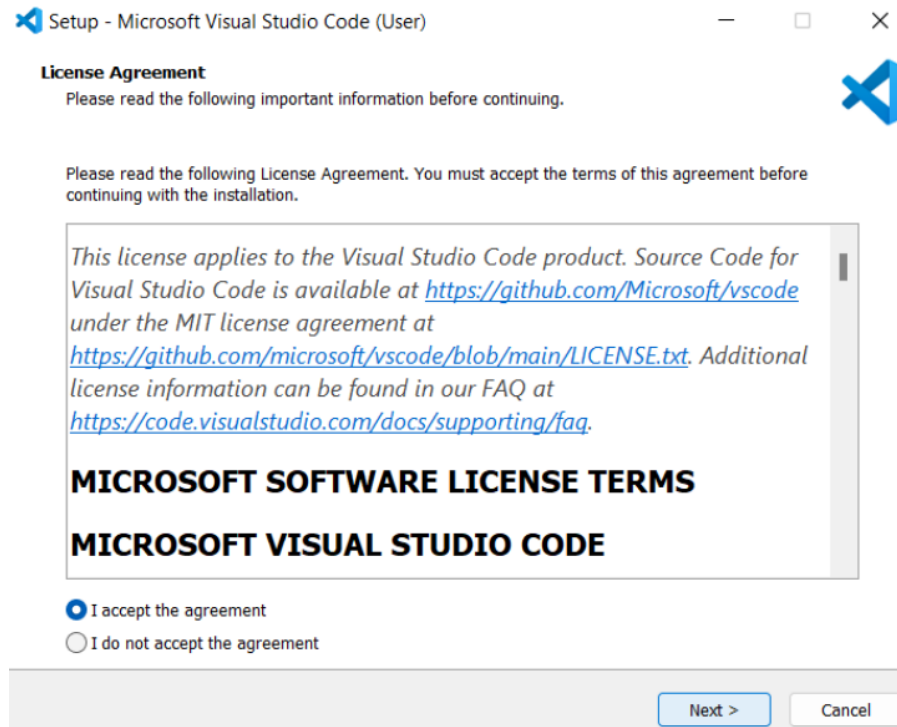 Setup - Microsoft Visual Studio Code (User)
License Agreement
Please read the following important information before continuing.
Please read the following License Agreement. You must accept the terms of this agreement before
continuing with the installation.
This license applies to the Visual Studio Code product. Source Code for
Visual Studio Code is available at https://github.com/Microsoft/vscode
under the MIT license agreement at
https://github.com/microsoft/vscode/blob/main/LICENSE.txt. Additional
license information can be found in our FAQ at
https://code.visualstudio.com/docs/supporting/faq.
MICROSOFT SOFTWARE LICENSE TERMS
MICROSOFT VISUAL STUDIO CODE
I accept the agreement
I do not accept the agreement
Next >
Cancel